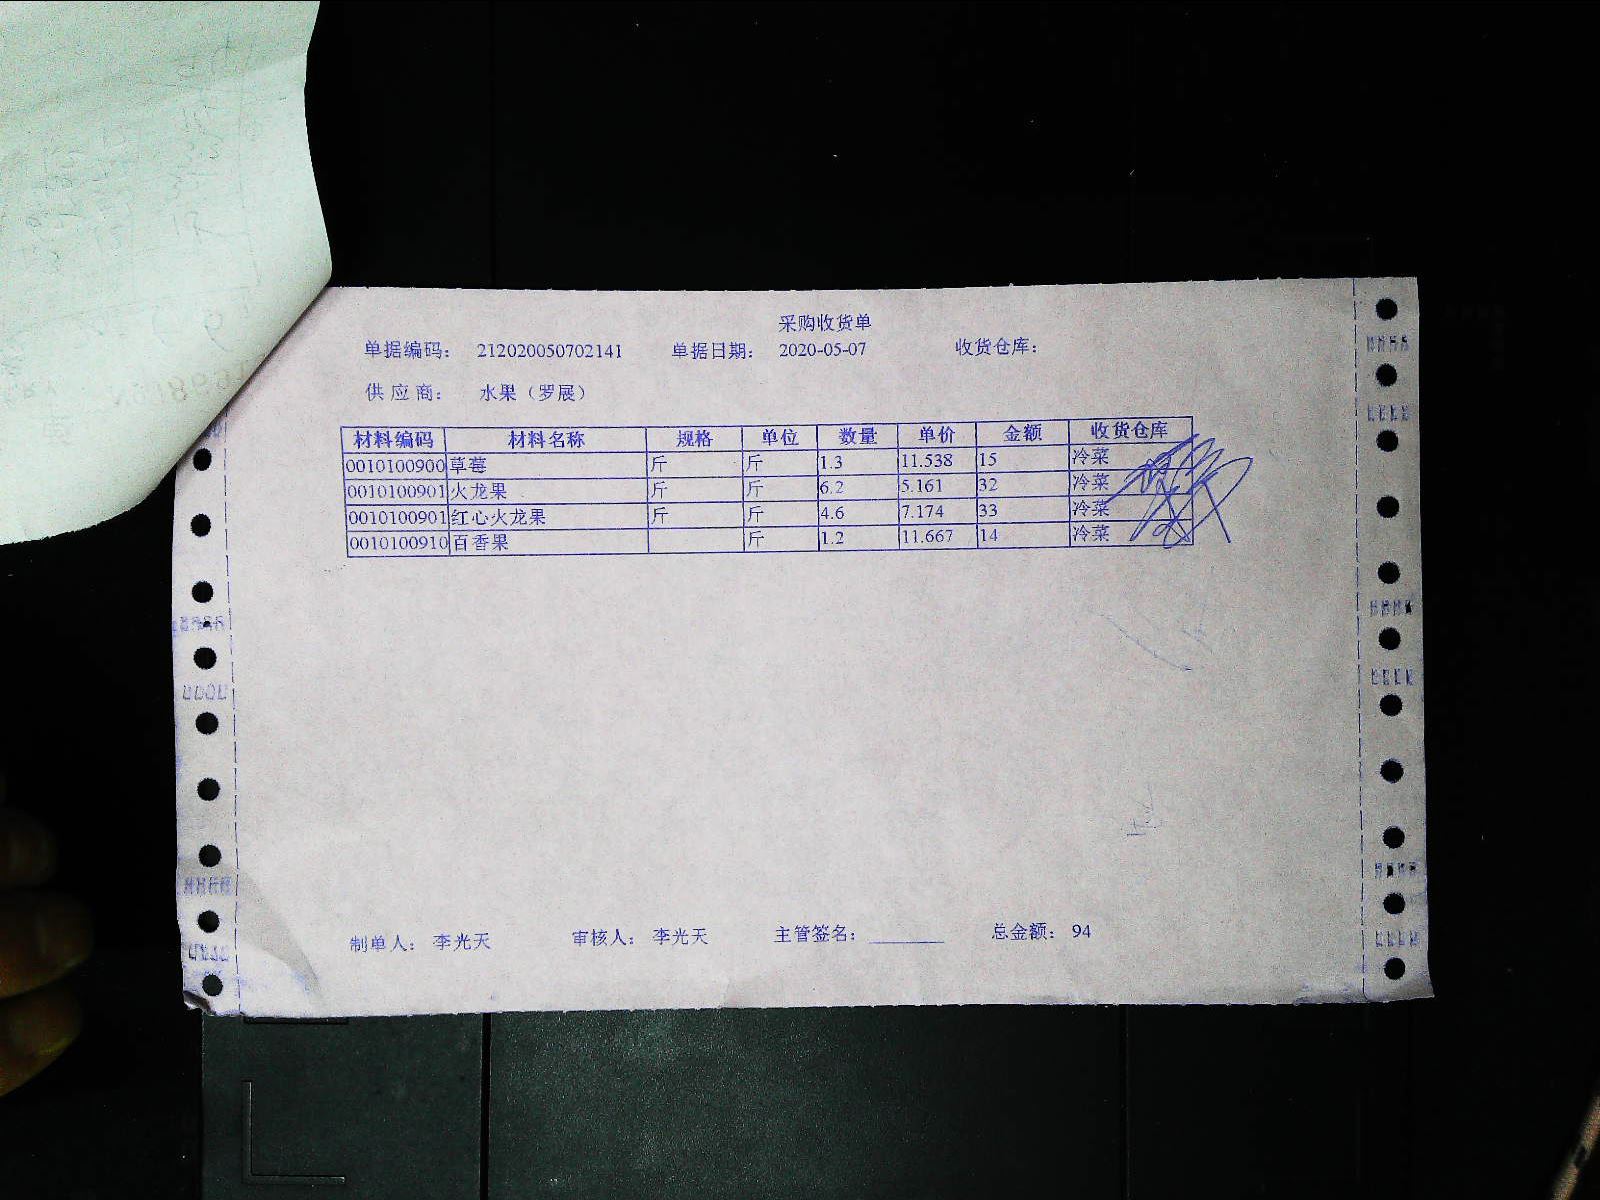 采购收货单
单据编码： 212020050702141 单据日期： 2020-05-07 收货仓库：
供应商： 水果（罗展）
材料编码 材料名称 规格 单位 数量 单价 金额 收货仓库
0010100900 草莓 斤 斤 1.3 11.538 15 冷菜
0010100901 火龙果 斤 斤 6.2 5.161 32 冷菜
0010100901 红心火龙果 斤 斤 4.6 7.174 33 冷菜
0010100910 百香果 斤 1.2 11.667 14 冷菜
制单人： 李光天 审核人： 李光天 主管签名： ________ 总金额： 94